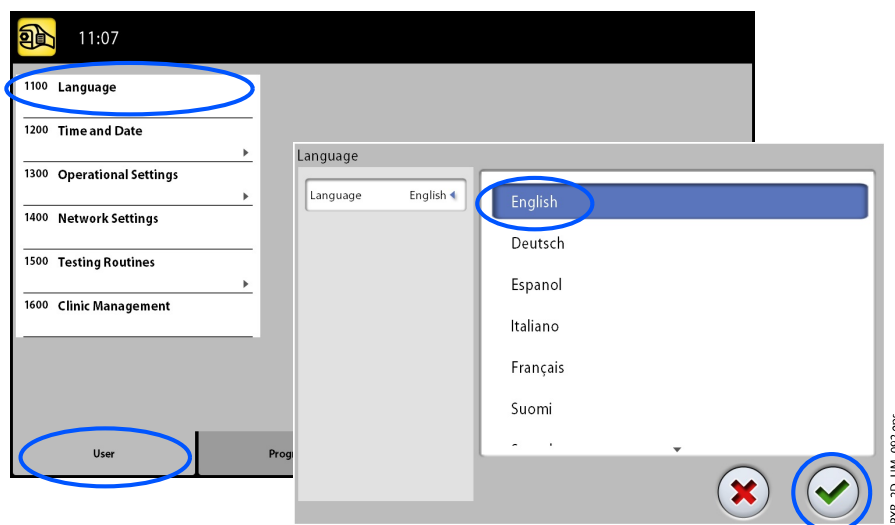 11:07
1100 Language
1200 Time and Date
1300 Operational Settings
1400 Network Settings
1500 Testing Routines
1600 Clinic Management
User
Language
Language English
English
Deutsch
Espanol
Italiano
Français
Suomi